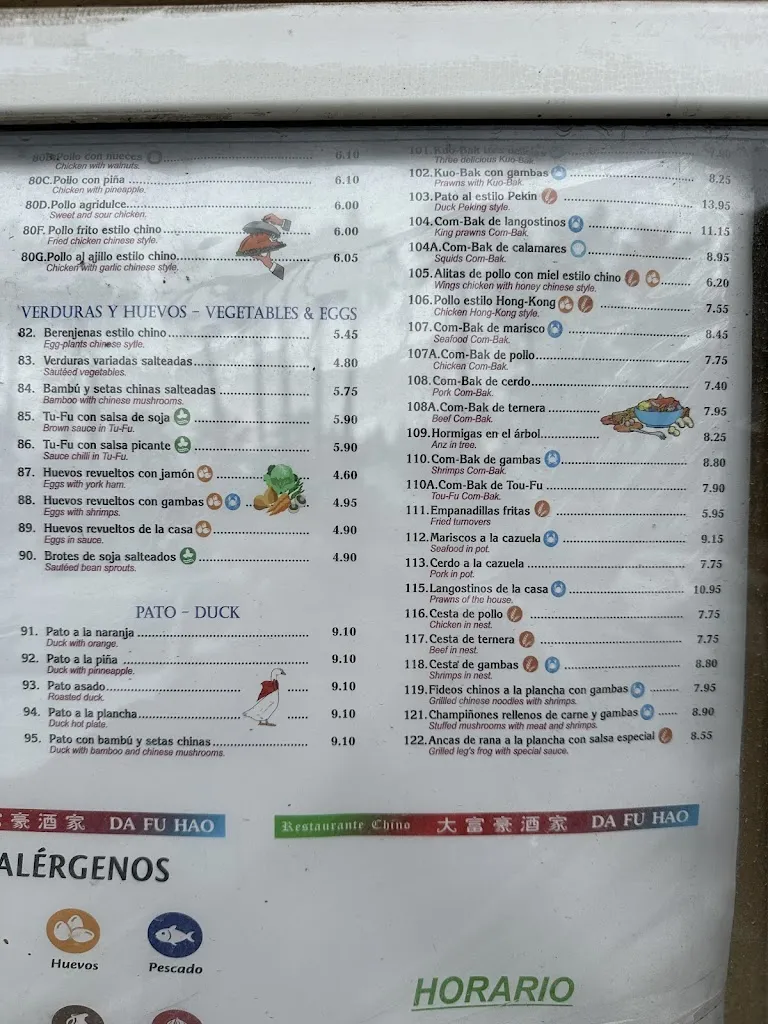 80B.Pollo con nueces 6.10
Chicken with walnuts.
80C.Pollo con piña 6.10
Chicken with pineapple.
80D.Pollo agridulce 6.00
Sweet and sour chicken.
80F. Pollo frito estilo chino 6.00
Fried chicken chinese style.
80G.Pollo al ajillo estilo chino 6.05
Chicken with garlic chinese style.
VERDURAS Y HUEVOS - VEGETABLES & EGGS
82. Berenjenas estilo chino 5.45
Egg-plants chinese sytle.
83. Verduras variadas salteadas 4.80
Sautéed vegetables.
84. Bambú y setas chinas salteadas 5.75
Bamboo with chinese mushrooms.
85. Tu-Fu con salsa de soja 5.90
Brown sauce in Tu-Fu.
86. Tu-Fu con salsa picante 5.90
Sauce chilli in Tu-Fu.
87. Huevos revueltos con jamón 4.60
Eggs with york ham.
88. Huevos revueltos con gambas 4.95
Eggs with shrimps.
89. Huevos revueltos de la casa 4.90
Eggs in sauce.
90. Brotes de soja salteados 4.90
Sautéed bean sprouts.
PATO - DUCK
91. Pato a la naranja 9.10
Duck with orange.
92. Pato a la piña 9.10
Duck with pinneapple.
93. Pato asado 9.10
Roasted duck.
94. Pato a la plancha 9.10
Duck hot plate.
95. Pato con bambú y setas chinas 9.10
Duck with bamboo and chinese mushrooms.
101. Kuo-Bak
Three delicious Kuo-Bak.
102. Kuo-Bak con gambas 8.25
Prawns with Kuo-Bak.
103. Pato al estilo Pekín 13.95
Duck Peking style.
104. Com-Bak de langostinos 11.15
King prawns Com-Bak.
104A.Com-Bak de calamares 8.95
Squids Com-Bak.
105. Alitas de pollo con miel estilo chino 6.20
Wings chicken with honey chinese style.
106. Pollo estilo Hong-Kong 7.55
Chicken Hong-Kong style.
107. Com-Bak de marisco 8.45
Seafood Com-Bak.
107A.Com-Bak de pollo 7.75
Chicken Com-Bak.
108. Com-Bak de cerdo 7.40
Pork Com-Bak.
108A.Com-Bak de ternera 7.95
Beef Com-Bak.
109. Hormigas en el árbol 8.25
Anz in tree.
110. Com-Bak de gambas 8.80
Shrimps Com-Bak.
110A.Com-Bak de Tou-Fu 7.90
Tou-Fu Com-Bak.
111. Empanadillas fritas 5.95
Fried turnovers
112. Mariscos a la cazuela 9.15
Seafood in pot.
113. Cerdo a la cazuela 7.75
Pork in pot.
115. Langostinos de la casa 10.95
Prawns of the house.
116. Cesta de pollo 7.75
Chicken in nest.
117. Cesta de ternera 7.75
Beef in nest.
118. Cesta de gambas 8.80
Shrimps in nest.
119. Fideos chinos a la plancha con gambas 7.95
Grillled chinese noodles with shrimps.
121. Champiñones rellenos de carne y gambas 8.90
Stuffed mushrooms with meat and shrimps.
122. Ancas de rana a la plancha con salsa especial 8.55
Grilled leg's frog with special sauce.
豪酒家 DA FU HAO
Restaurante Chino 大富豪酒家 DA FU HAO
ALÉRGENOS
Huevos
Pescado
HORARIO